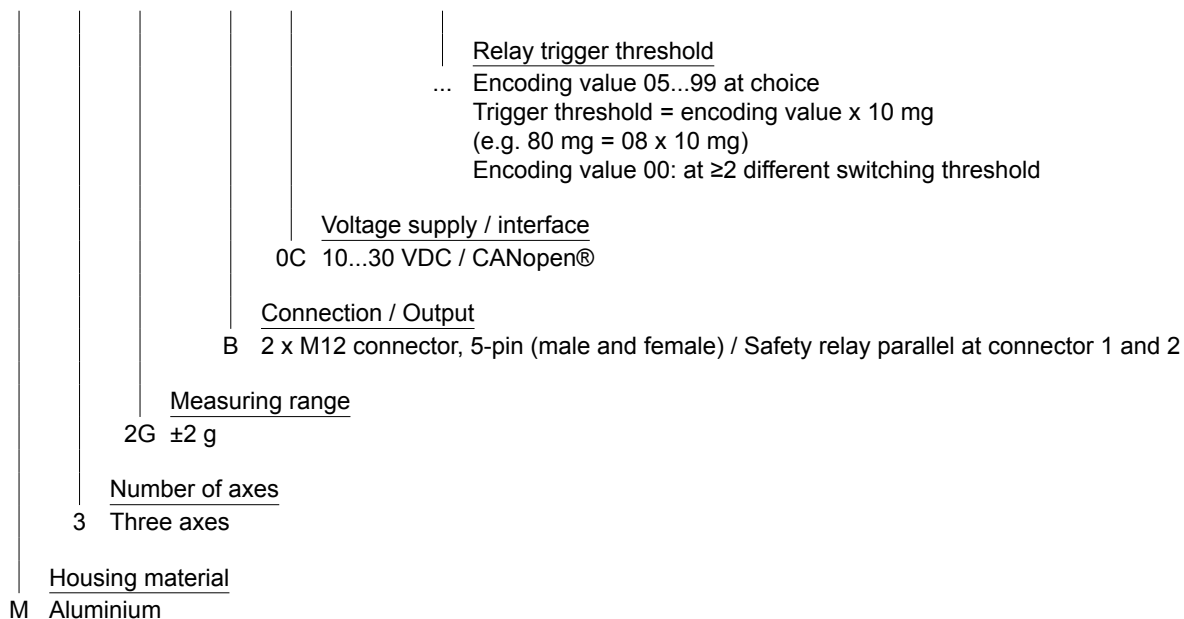 Relay trigger threshold
... Encoding value 05...99 at choice
Trigger threshold = encoding value x 10 mg
(e.g. 80 mg = 08 x 10 mg)
Encoding value 00: at ≥2 different switching threshold
Voltage supply / interface
0C 10...30 VDC / CANopen®
Connection / Output
B 2 x M12 connector, 5-pin (male and female) / Safety relay parallel at connector 1 and 2
Measuring range
2G ±2 g
Number of axes
3 Three axes
Housing material
M Aluminium